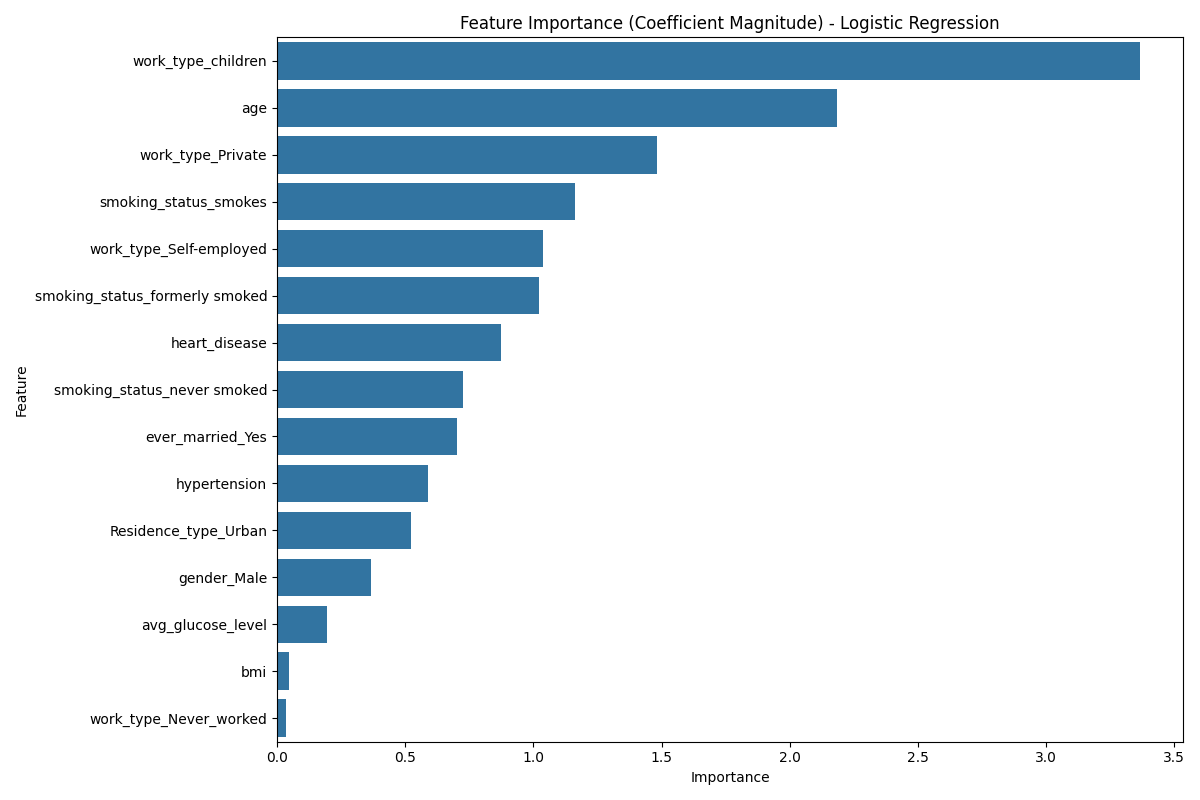 Feature Importance (Coefficient Magnitude) - Logistic Regression
work_type_children
age
work_type_Private
smoking_status_smokes
work_type_Self-employed
smoking_status_formerly smoked
heart_disease
smoking_status_never smoked
ever_married_Yes
hypertension
Residence_type_Urban
gender_Male
avg_glucose_level
bmi
work_type_Never_worked
Feature
0.0 0.5 1.0 1.5 2.0 2.5 3.0 3.5
Importance